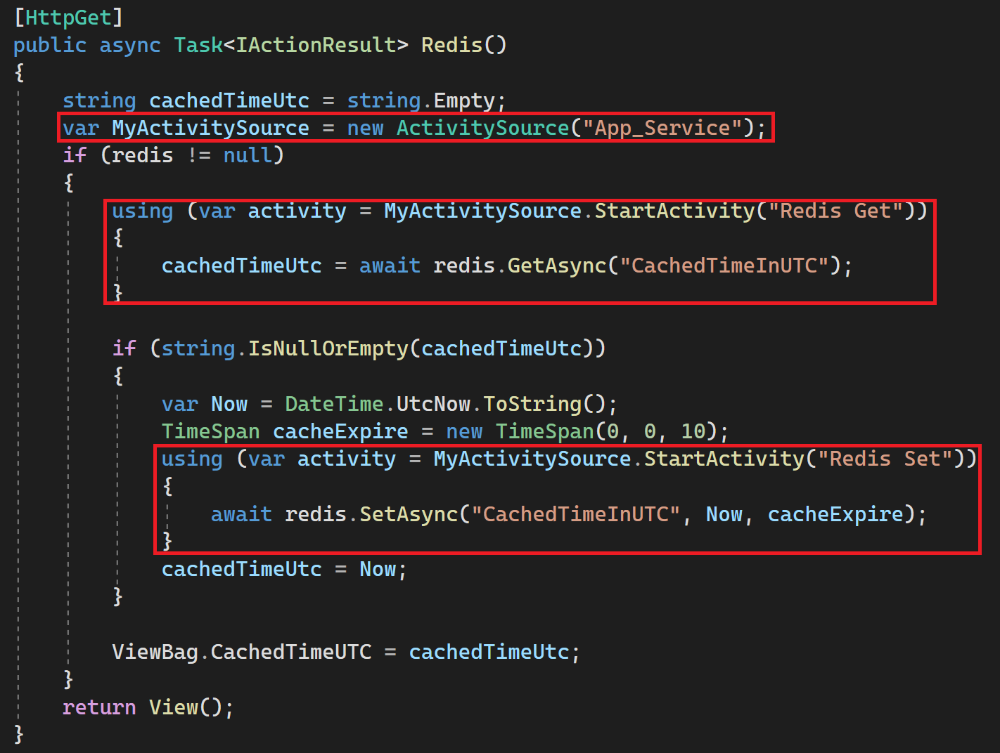 [HttpGet]
public async Task<IActionResult> Redis()
{
    string cachedTimeUtc = string.Empty;
    var MyActivitySource = new ActivitySource("App_Service");
    if (redis != null)
    {
        using (var activity = MyActivitySource.StartActivity("Redis Get"))
        {
            cachedTimeUtc = await redis.GetAsync("CachedTimeInUTC");
        }

        if (string.IsNullOrEmpty(cachedTimeUtc))
        {
            var Now = DateTime.UtcNow.ToString();
            TimeSpan cacheExpire = new TimeSpan(0, 0, 10);
            using (var activity = MyActivitySource.StartActivity("Redis Set"))
            {
                await redis.SetAsync("CachedTimeInUTC", Now, cacheExpire);
            }
            cachedTimeUtc = Now;
        }

        ViewBag.CachedTimeUTC = cachedTimeUtc;
    }
    return View();
}